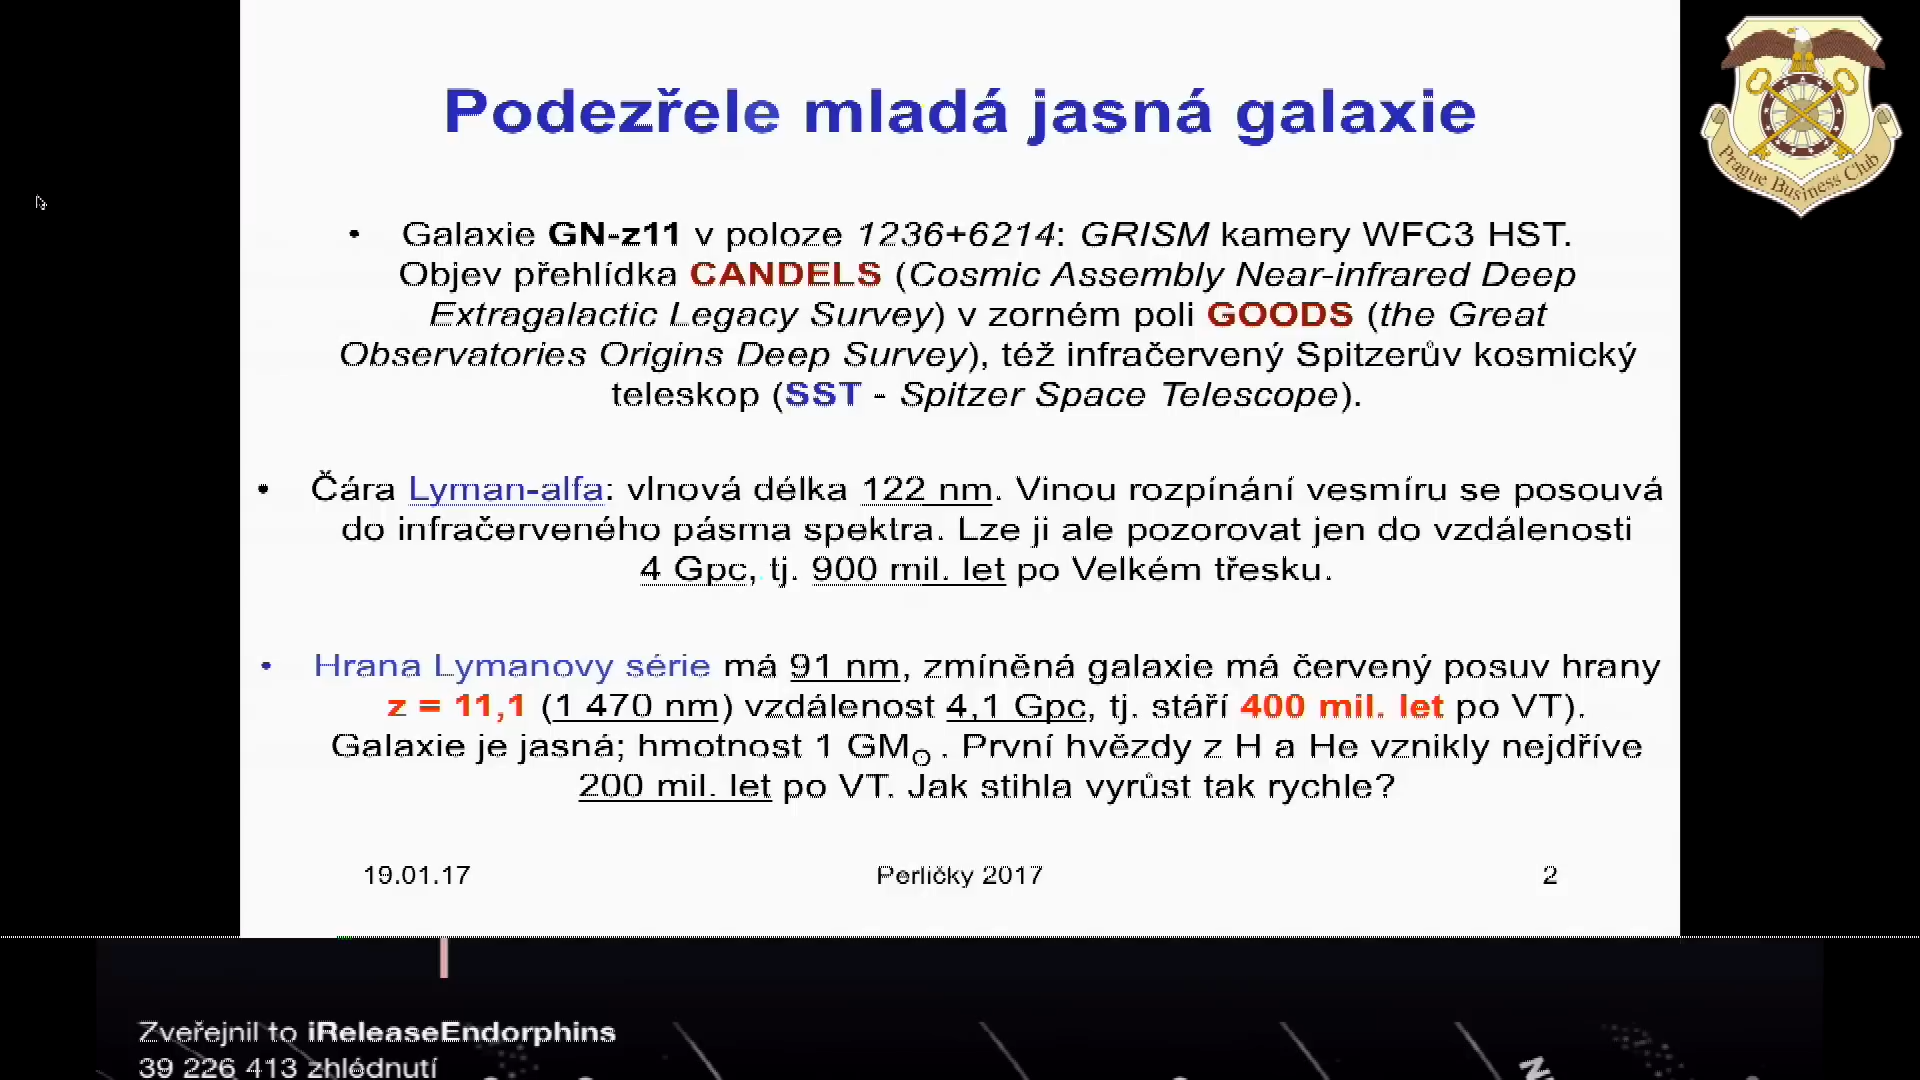 Podezřele mladá jasná galaxie
Prague Business Club
• Galaxie GN-z11 v poloze 1236+6214: GRISM kamery WFC3 HST.
Objev přehlídka CANDELS (Cosmic Assembly Near-infrared Deep
Extragalactic Legacy Survey) v zorném poli GOODS (the Great
Observatories Origins Deep Survey), též infračervený Spitzerův kosmický
teleskop (SST - Spitzer Space Telescope).
• Čára Lyman-alfa: vlnová délka 122 nm. Vinou rozpínání vesmíru se posouvá
do infračerveného pásma spektra. Lze ji ale pozorovat jen do vzdálenosti
4 Gpc, tj. 900 mil. let po Velkém třesku.
• Hrana Lymanovy série má 91 nm, zmíněná galaxie má červený posuv hrany
z = 11,1 (1 470 nm) vzdálenost 4,1 Gpc, tj. stáří 400 mil. let po VT).
Galaxie je jasná; hmotnost 1 GM☉ . První hvězdy z H a He vznikly nejdříve
200 mil. let po VT. Jak stihla vyrůst tak rychle?
19.01.17 Perličky 2017 2
Zveřejnil to iReleaseEndorphins
39 226 413 zhlédnutí